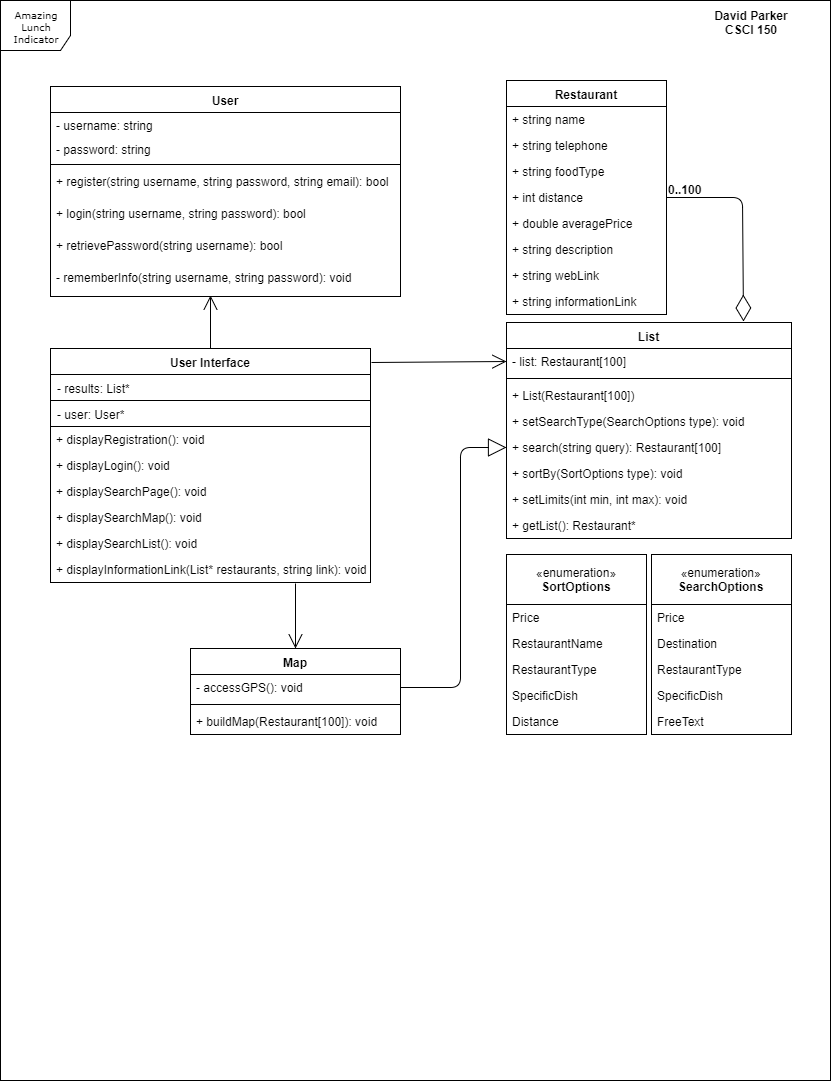 Amazing
Lunch
Indicator
David Parker
CSCI 150
User
- username: string
- password: string
+ register(string username, string password, string email): bool
+ login(string username, string password): bool
+ retrievePassword(string username): bool
- rememberInfo(string username, string password): void
Restaurant
+ string name
+ string telephone
+ string foodType
+ int distance
+ double averagePrice
+ string description
+ string webLink
+ string informationLink
0..100
User Interface
- results: List*
- user: User*
+ displayRegistration(): void
+ displayLogin(): void
+ displaySearchPage(): void
+ displaySearchMap(): void
+ displaySearchList(): void
+ displayInformationLink(List* restaurants, string link): void
List
- list: Restaurant[100]
+ List(Restaurant[100])
+ setSearchType(SearchOptions type): void
+ search(string query): Restaurant[100]
+ sortBy(SortOptions type): void
+ setLimits(int min, int max): void
+ getList(): Restaurant*
Map
- accessGPS(): void
+ buildMap(Restaurant[100]): void
«enumeration»
SortOptions
Price
RestaurantName
RestaurantType
SpecificDish
Distance
«enumeration»
SearchOptions
Price
Destination
RestaurantType
SpecificDish
FreeText